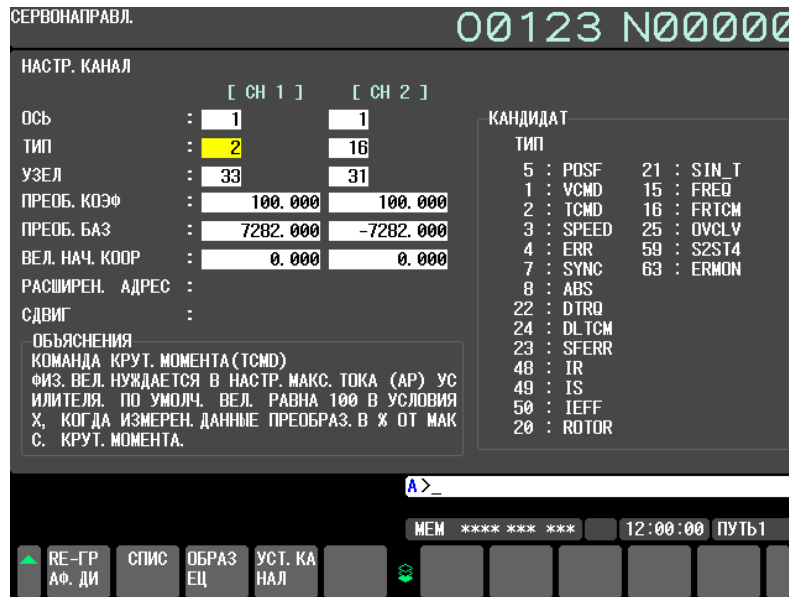 СЕРВОНАПРАВЛ.
O0123 N00000
НАСТР. КАНАЛ
[ CH 1 ] [ CH 2 ]
ОСЬ : 1 1
ТИП : 2 16
УЗЕЛ : 33 31
ПРЕОБ. КОЭФ : 100.000 100.000
ПРЕОБ. БАЗ : 7282.000 -7282.000
ВЕЛ. НАЧ. КООР : 0.000 0.000
РАСШИРЕН. АДРЕС :
СДВИГ :
ОБЪЯСНЕНИЯ
КОМАНДА КРУТ. МОМЕНТА(TCMD)
ФИЗ. ВЕЛ. НУЖДАЕТСЯ В НАСТР. МАКС. ТОКА (AP) УС
ИЛИТЕЛЯ. ПО УМОЛЧ. ВЕЛ. РАВНА 100 В УСЛОВИЯ
Х, КОГДА ИЗМЕРЕН. ДАННЫЕ ПРЕОБРАЗ. В % ОТ МАК
С. КРУТ. МОМЕНТА.
КАНДИДАТ
ТИП
5 : POSF 21 : SIN_T
1 : VCMD 15 : FREQ
2 : TCMD 16 : FRTCM
3 : SPEED 25 : OVCLV
4 : ERR 59 : S2ST4
7 : SYNC 63 : ERMON
8 : ABS
22 : DTRQ
24 : DLTCM
23 : SFERR
48 : IR
49 : IS
50 : IEFF
20 : ROTOR
A >_
MEM **** *** *** 12:00:00 ПУТЬ1
RE-ГР СПИС ОБРАЗ УСТ. КА
АФ. ДИ ЕЦ НАЛ